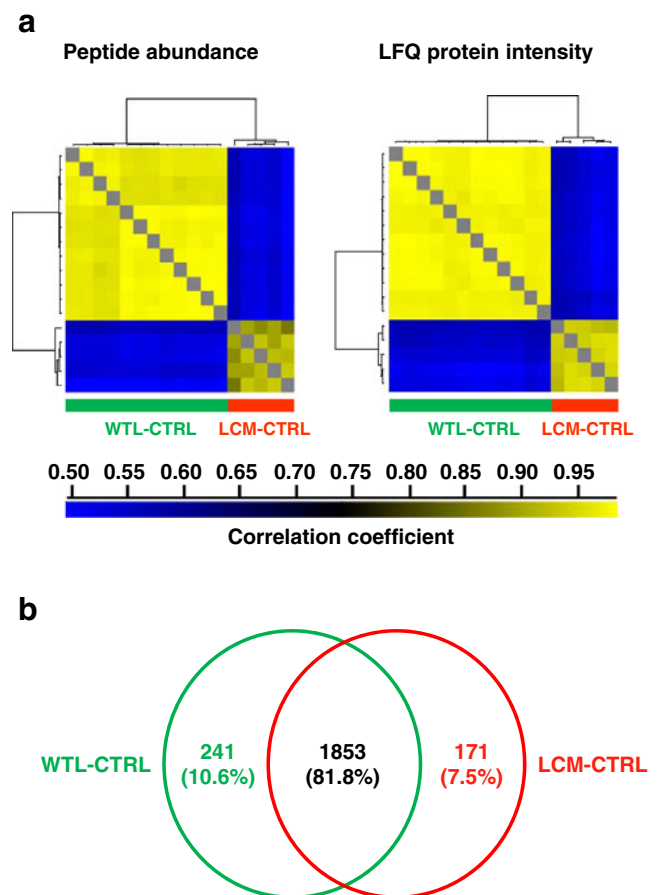 a
Peptide abundance LFQ protein intensity
WTL-CTRL LCM-CTRL WTL-CTRL LCM-CTRL
0.50 0.55 0.60 0.65 0.70 0.75 0.80 0.85 0.90 0.95
Correlation coefficient
b
241 1853 171
WTL-CTRL (10.6%) (81.8%) (7.5%) LCM-CTRL